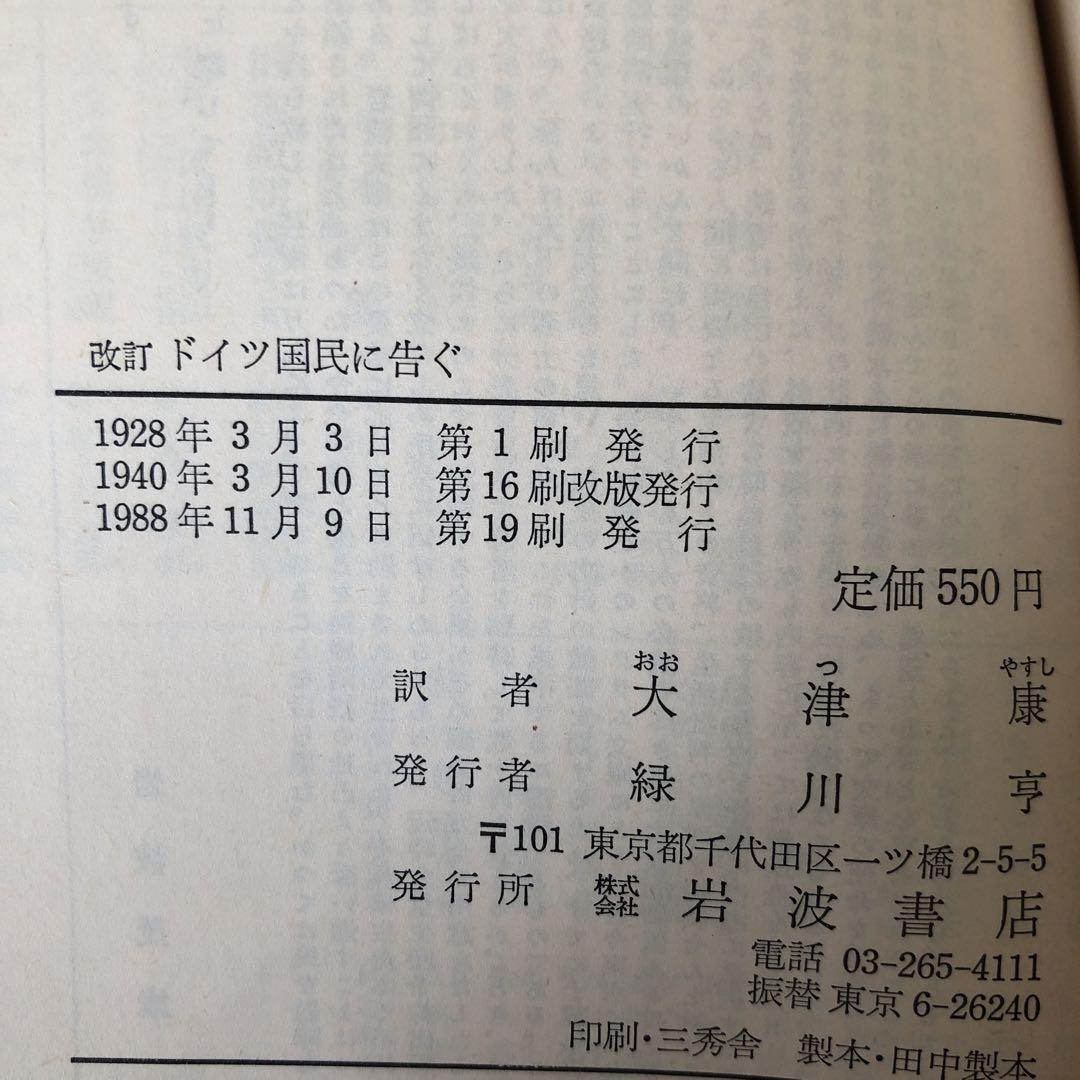 改訂 ドイツ国民に告ぐ
1928年3月3日 第1刷発行
1940年3月10日 第16刷改版発行
1988年11月9日 第19刷発行
定価550円
おお つ やすし
訳者 大津康
発行者 緑川亨
〒101 東京都千代田区一ツ橋2-5-5
発行所 株式会社 岩波書店
電話 03-265-4111
振替 東京6-26240
印刷・三秀舎 製本・田中製本